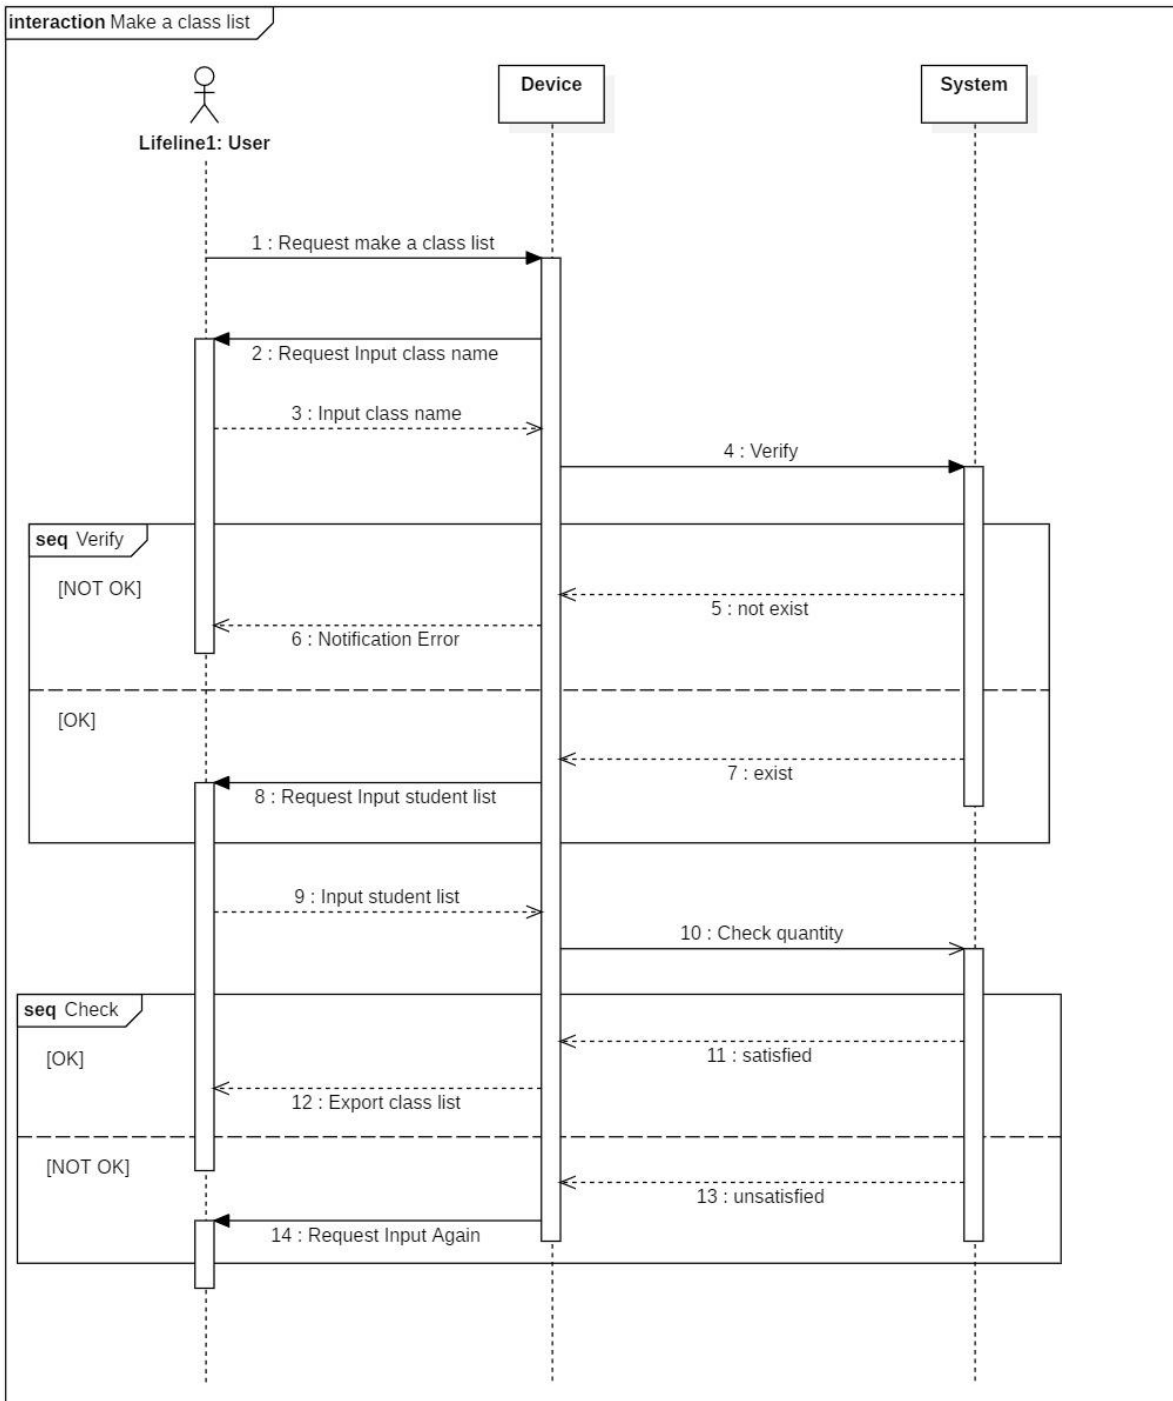 interaction Make a class list
Device
System
Lifeline1: User
1 : Request make a class list
2 : Request Input class name
3 : Input class name
4 : Verify
seq Verify
[NOT OK]
5 : not exist
6 : Notification Error
[OK]
7 : exist
8 : Request Input student list
9 : Input student list
10 : Check quantity
seq Check
[OK]
11 : satisfied
12 : Export class list
[NOT OK]
13 : unsatisfied
14 : Request Input Again